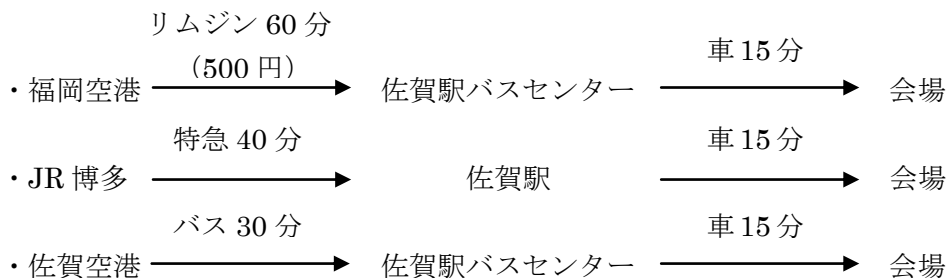 リムジン 60 分
（500 円）
車 15 分
・福岡空港 佐賀駅バスセンター 会場
特急 40 分
車 15 分
・JR 博多 佐賀駅 会場
バス 30 分
車 15 分
・佐賀空港 佐賀駅バスセンター 会場